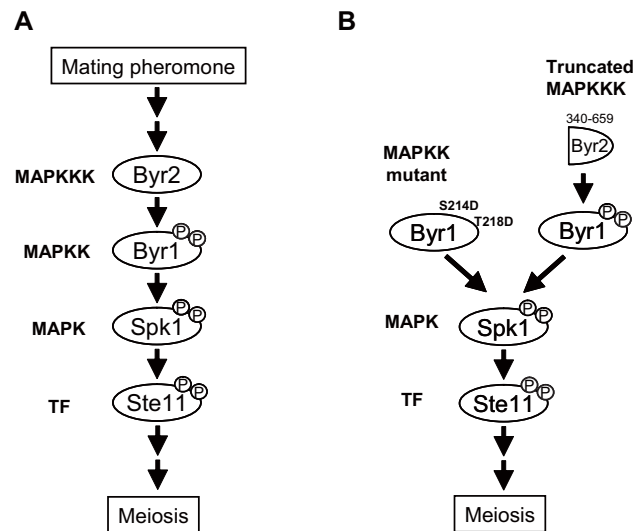 A
Mating pheromone
MAPKKK
Byr2
MAPKK
Byr1
P
P
MAPK
Spk1
P
P
TF
Ste11
P
P
Meiosis
B
Truncated
MAPKKK
340-659
Byr2
MAPKK
mutant
S214D
T218D
Byr1
Byr1
P
P
MAPK
Spk1
P
P
TF
Ste11
P
P
Meiosis